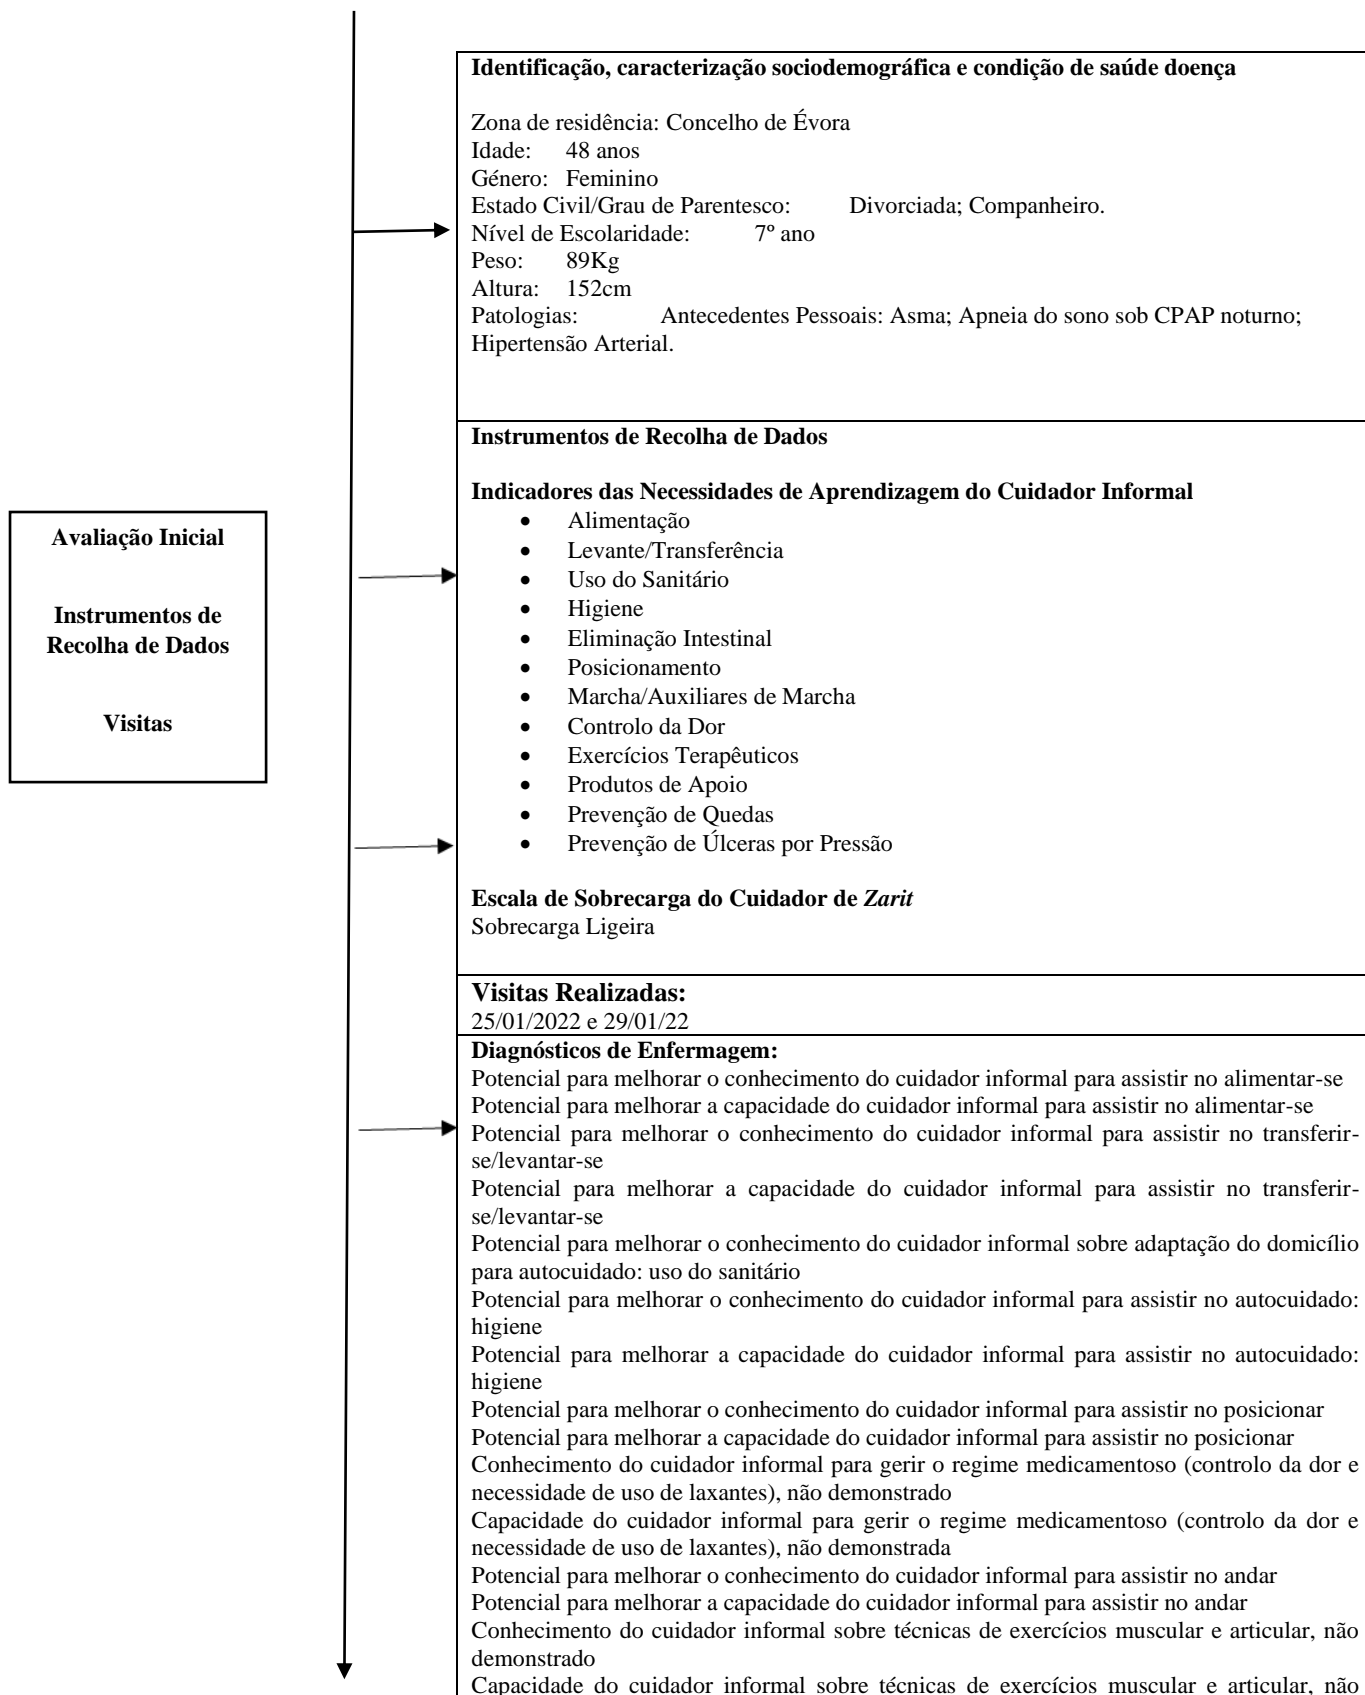 Identificação, caracterização sociodemográfica e condição de saúde doença
Zona de residência: Concelho de Évora
Idade: 48 anos
Género: Feminino
Estado Civil/Grau de Parentesco: Divorciada; Companheiro.
Nível de Escolaridade: 7º ano
Peso: 89Kg
Altura: 152cm
Patologias: Antecedentes Pessoais: Asma; Apneia do sono sob CPAP noturno;
Hipertensão Arterial.
Avaliação Inicial
Instrumentos de
Recolha de Dados
Visitas
Instrumentos de Recolha de Dados
Indicadores das Necessidades de Aprendizagem do Cuidador Informal
• Alimentação
• Levante/Transferência
• Uso do Sanitário
• Higiene
• Eliminação Intestinal
• Posicionamento
• Marcha/Auxiliares de Marcha
• Controlo da Dor
• Exercícios Terapêuticos
• Produtos de Apoio
• Prevenção de Quedas
• Prevenção de Úlceras por Pressão
Escala de Sobrecarga do Cuidador de Zarit
Sobrecarga Ligeira
Visitas Realizadas:
25/01/2022 e 29/01/22
Diagnósticos de Enfermagem:
Potencial para melhorar o conhecimento do cuidador informal para assistir no alimentar-se
Potencial para melhorar a capacidade do cuidador informal para assistir no alimentar-se
Potencial para melhorar o conhecimento do cuidador informal para assistir no transferir-
se/levantar-se
Potencial para melhorar a capacidade do cuidador informal para assistir no transferir-
se/levantar-se
Potencial para melhorar o conhecimento do cuidador informal sobre adaptação do domicílio
para autocuidado: uso do sanitário
Potencial para melhorar o conhecimento do cuidador informal para assistir no autocuidado:
higiene
Potencial para melhorar a capacidade do cuidador informal para assistir no autocuidado:
higiene
Potencial para melhorar o conhecimento do cuidador informal para assistir no posicionar
Potencial para melhorar a capacidade do cuidador informal para assistir no posicionar
Conhecimento do cuidador informal para gerir o regime medicamentoso (controlo da dor e
necessidade de uso de laxantes), não demonstrado
Capacidade do cuidador informal para gerir o regime medicamentoso (controlo da dor e
necessidade de uso de laxantes), não demonstrada
Potencial para melhorar o conhecimento do cuidador informal para assistir no andar
Potencial para melhorar a capacidade do cuidador informal para assistir no andar
Conhecimento do cuidador informal sobre técnicas de exercícios muscular e articular, não
demonstrado
Capacidade do cuidador informal sobre técnicas de exercícios muscular e articular, não